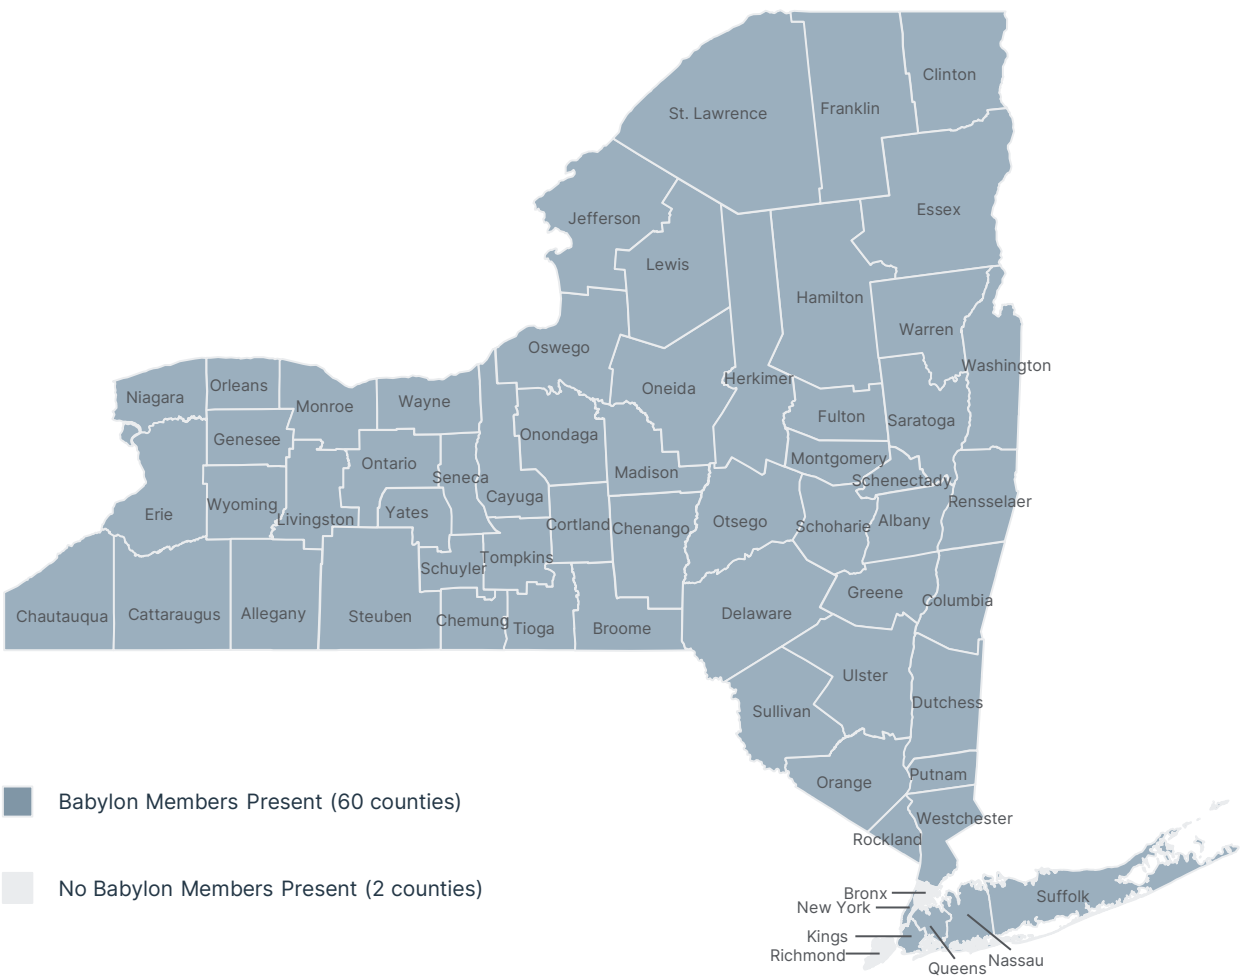 Clinton
St. Lawrence
Franklin
Essex
Jefferson
Lewis
Hamilton
Warren
Oswego
Washington
Herkimer
Oneida
Orleans
Niagara
Monroe
Wayne
Fulton
Saratoga
Onondaga
Genesee
Montgomery
Ontario
Madison
Seneca
Schenectady
Cayuga
Rensselaer
Wyoming
Yates
Erie
Livingston
Otsego
Albany
Cortland
Chenango
Schoharie
Tompkins
Schuyler
Greene
Columbia
Chautauqua
Cattaraugus
Allegany
Steuben
Chemung
Tioga
Broome
Delaware
Ulster
Dutchess
Sullivan
Putnam
Orange
Babylon Members Present (60 counties)
Westchester
Rockland
No Babylon Members Present (2 counties)
Bronx
Suffolk
New York
Kings
Richmond
Nassau
Queens